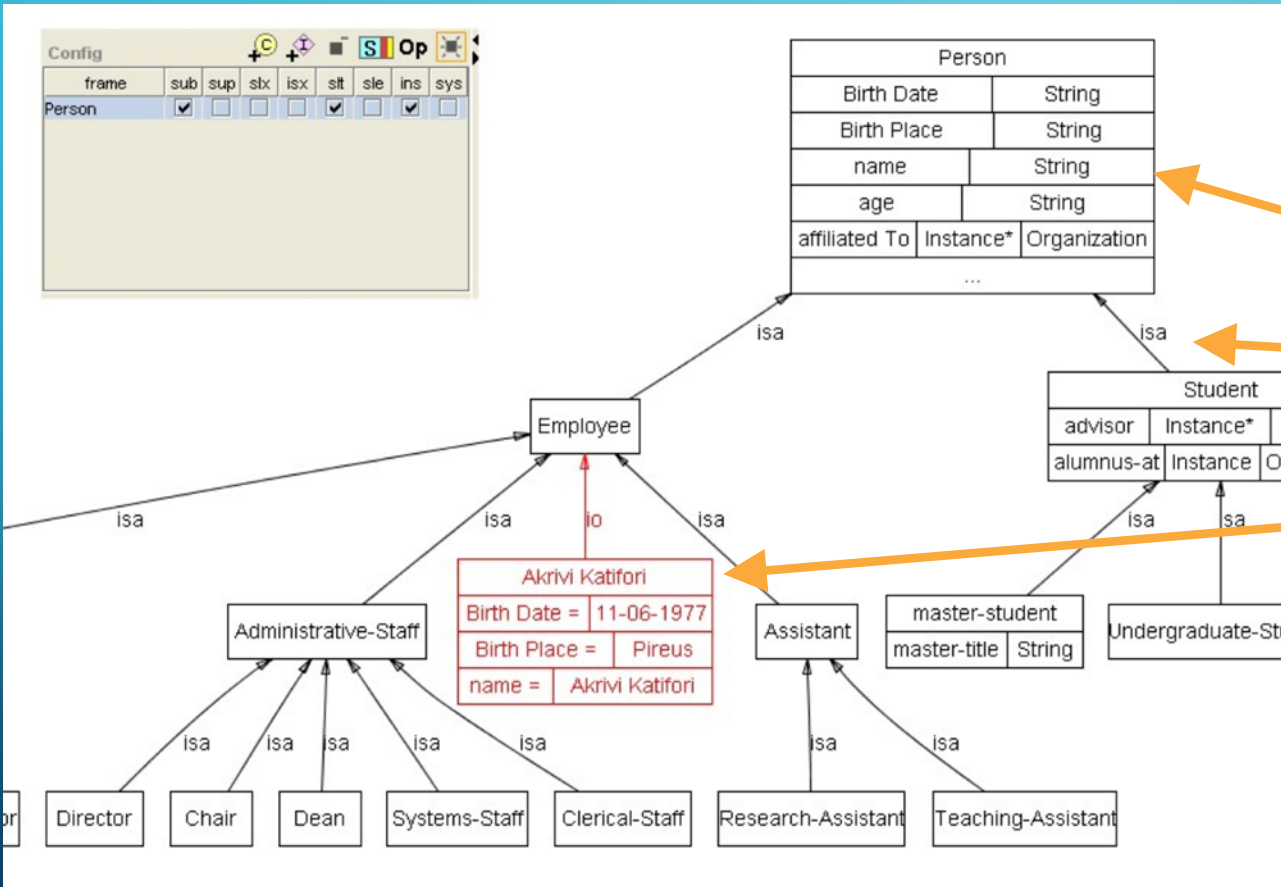 Config
C I S Op
frame sub sup slx isx slt sle ins sys
Person
Person
Birth Date String
Birth Place String
name String
age String
affiliated To Instance* Organization
...
isa isa
Student
advisor Instance*
alumnus-at Instance O
Employee
isa isa io isa isa isa
Akrivi Katifori
Birth Date = 11-06-1977
Birth Place = Pireus
name = Akrivi Katifori
Administrative-Staff
Assistant
master-student
master-title String
Undergraduate-St
isa isa isa isa isa isa isa
or Director Chair Dean Systems-Staff Clerical-Staff Research-Assistant Teaching-Assistant